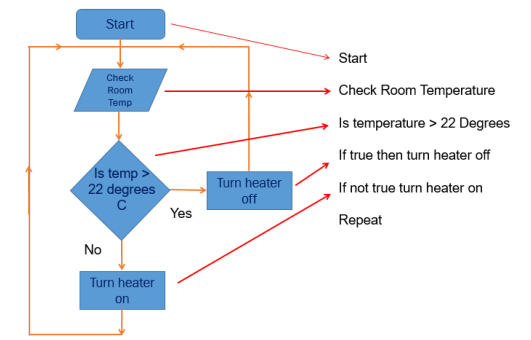 Start
Check
Room
Temp
Is temp >
22 degrees
C
Yes
Turn heater
off
No
Turn heater
on
Start
Check Room Temperature
Is temperature > 22 Degrees
If true then turn heater off
If not true turn heater on
Repeat